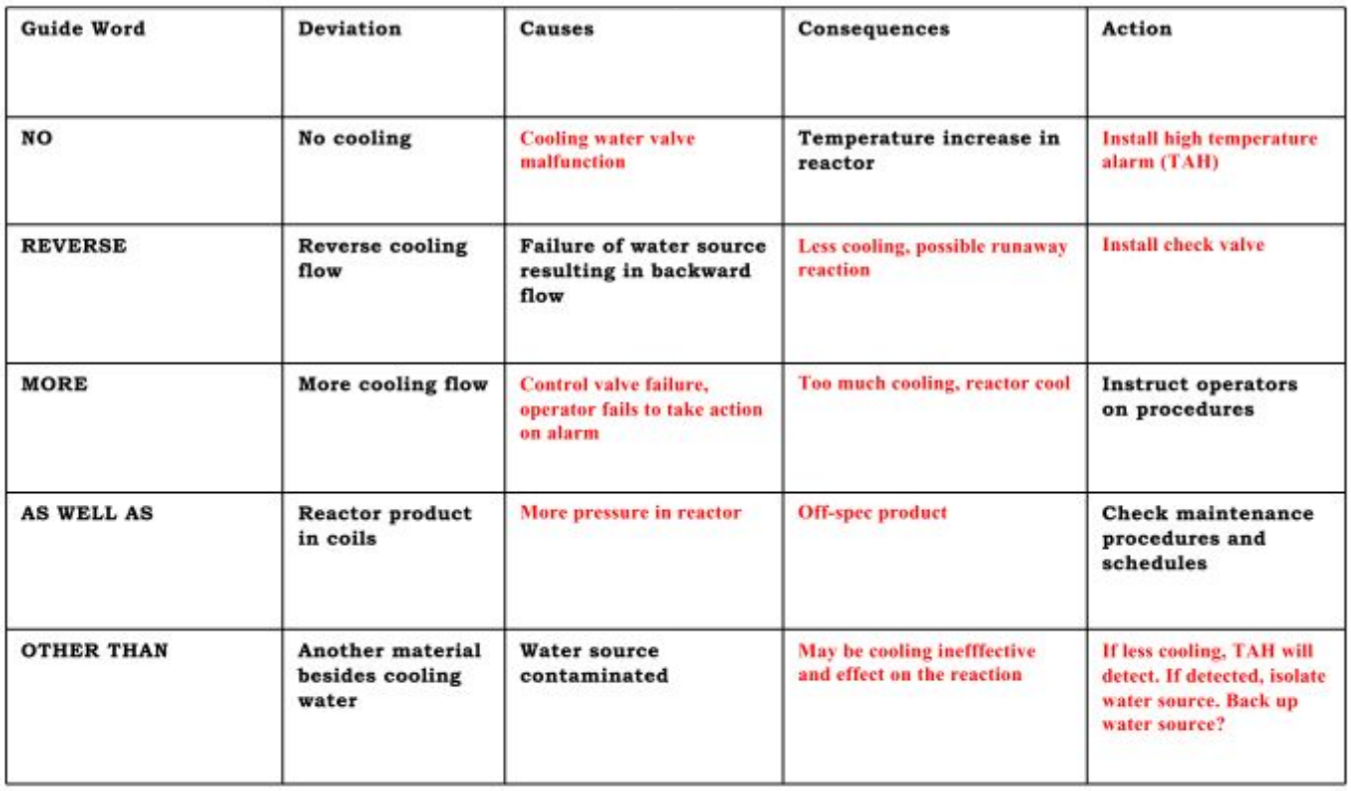 Guide Word
Deviation
Causes
Consequences
Action
NO
No cooling
Cooling water valve
malfunction
Temperature increase in
reactor
Install high temperature
alarm (TAH)
REVERSE
Reverse cooling
flow
Failure of water source
resulting in backward
flow
Less cooling, possible runaway
reaction
Install check valve
MORE
More cooling flow
Control valve failure,
operator fails to take action
on alarm
Too much cooling, reactor cool
Instruct operators
on procedures
AS WELL AS
Reactor product
in coils
More pressure in reactor
Off-spec product
Check maintenance
procedures and
schedules
OTHER THAN
Another material
besides cooling
water
Water source
contaminated
May be cooling inefffective
and effect on the reaction
If less cooling, TAH will
detect. If detected, isolate
water source. Back up
water source?